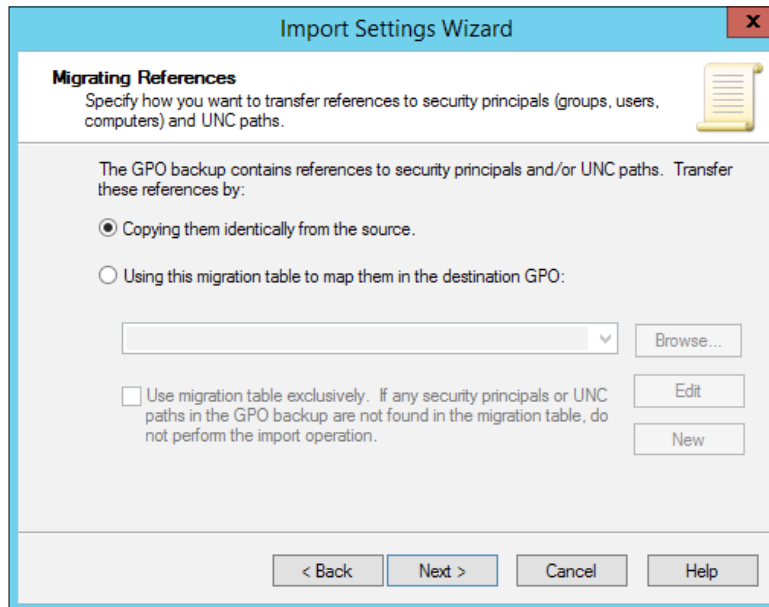 Import Settings Wizard
x
Migrating References
Specify how you want to transfer references to security principals (groups, users,
computers) and UNC paths.
The GPO backup contains references to security principals and/or UNC paths. Transfer
these references by:
Copying them identically from the source.
Using this migration table to map them in the destination GPO:
Browse...
Use migration table exclusively. If any security principals or UNC
paths in the GPO backup are not found in the migration table, do
not perform the import operation.
Edit
New
< Back
Next >
Cancel
Help